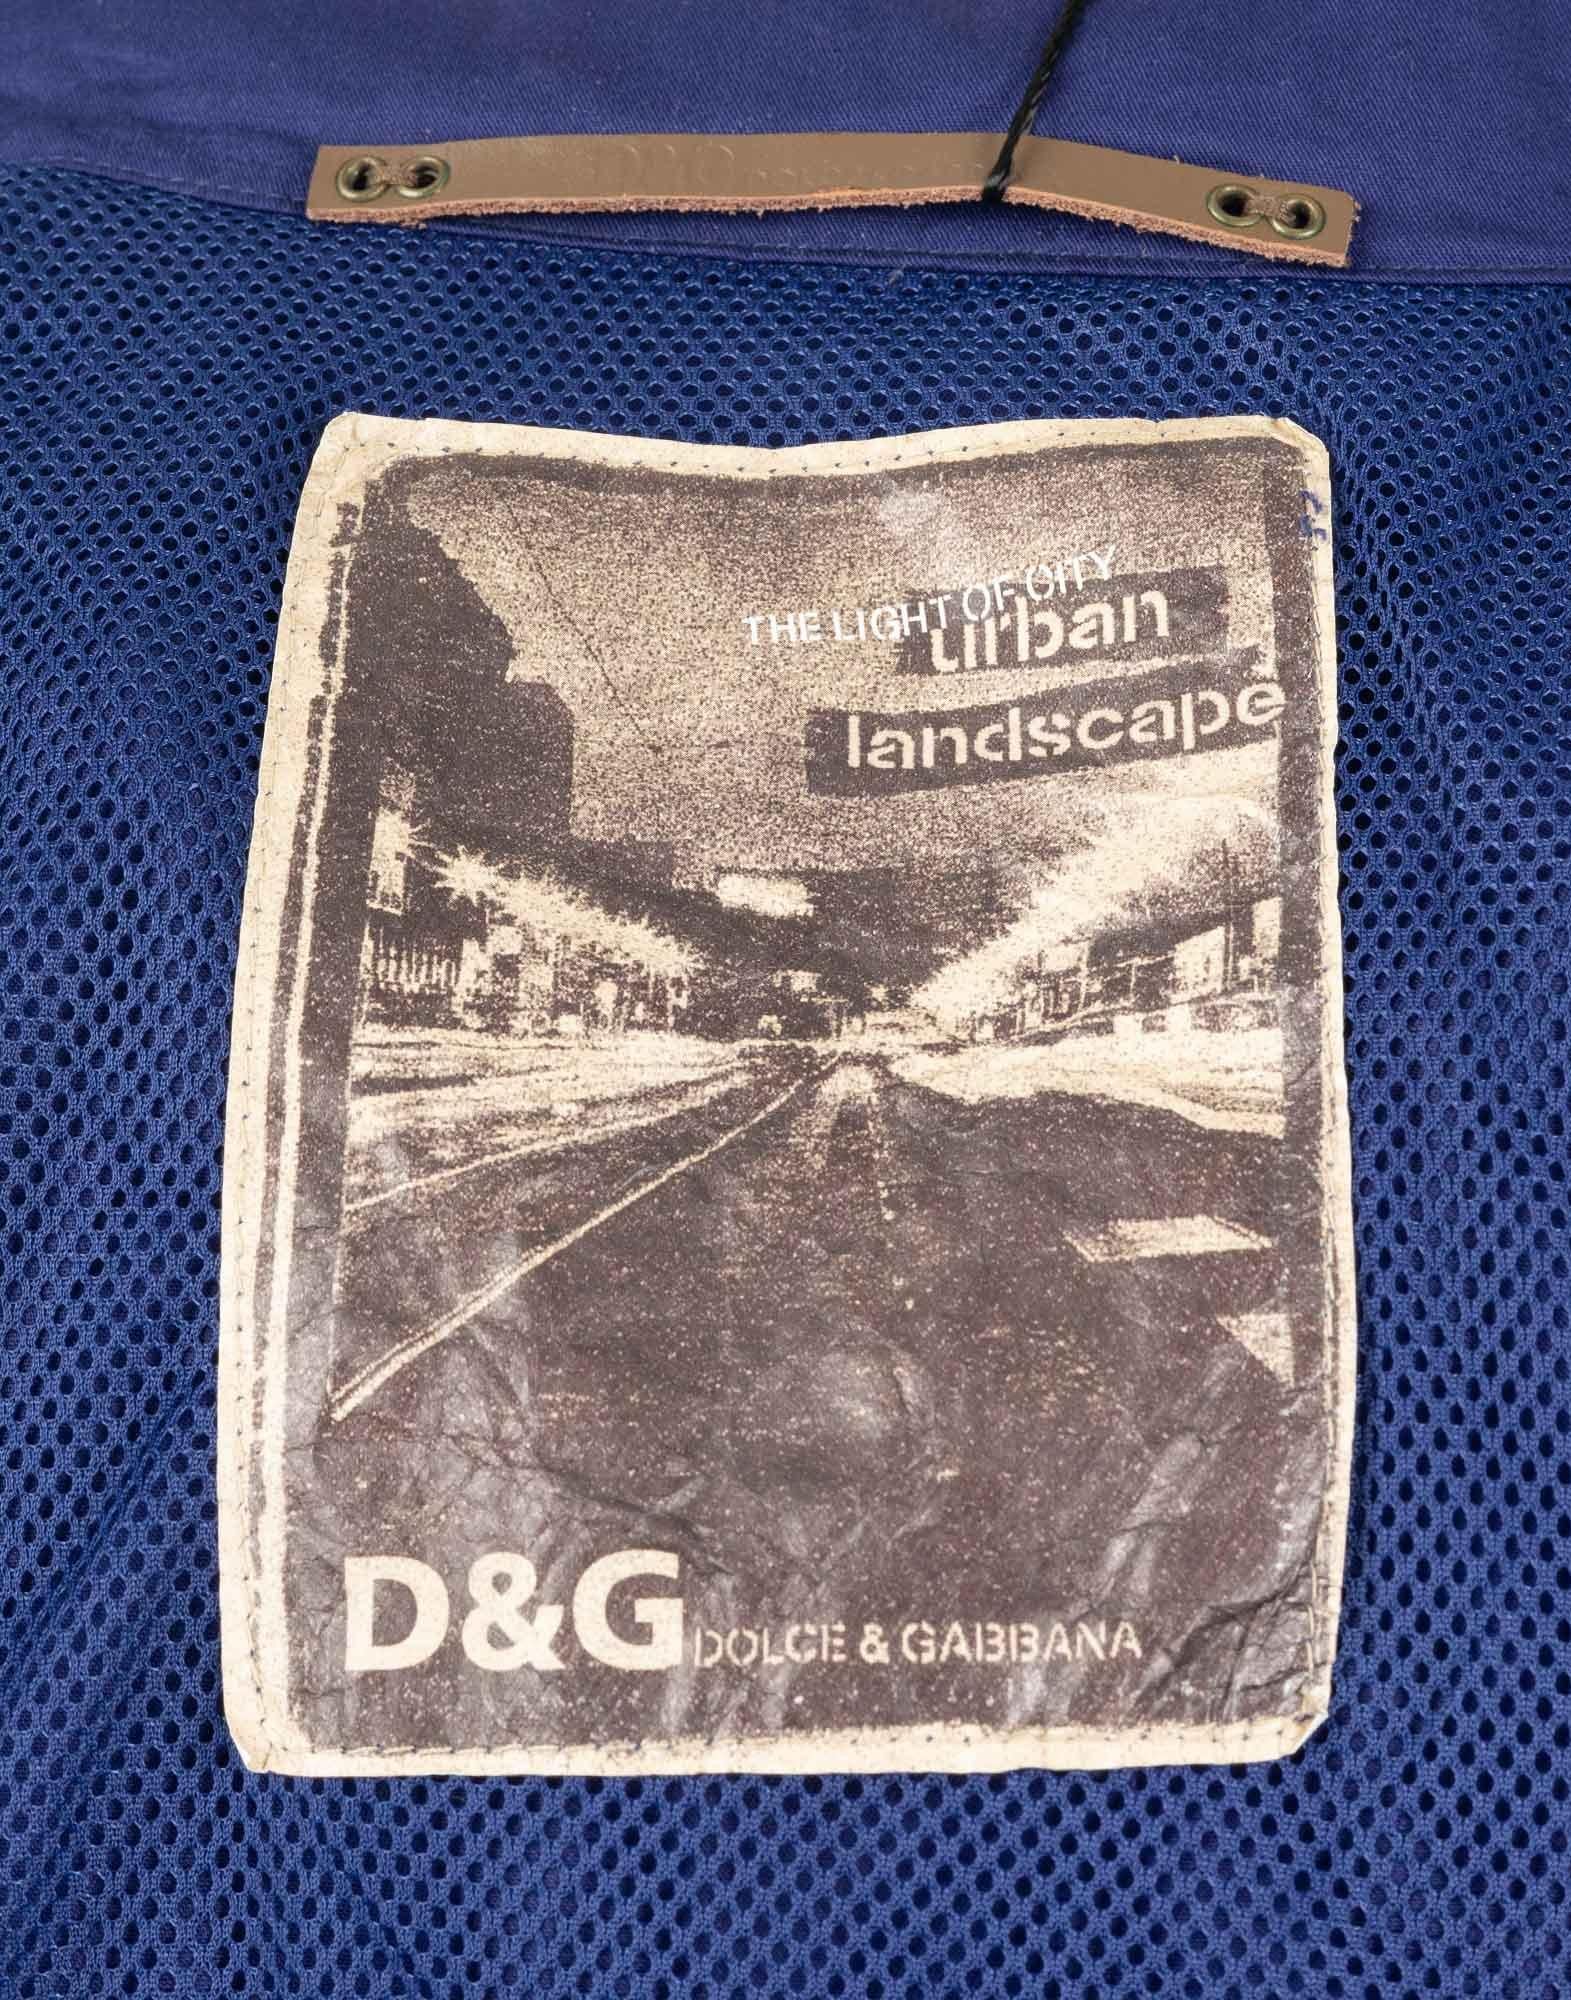 THE LIGHT OF CITY
urban
landscape
D&G DOLCE & GABBANA